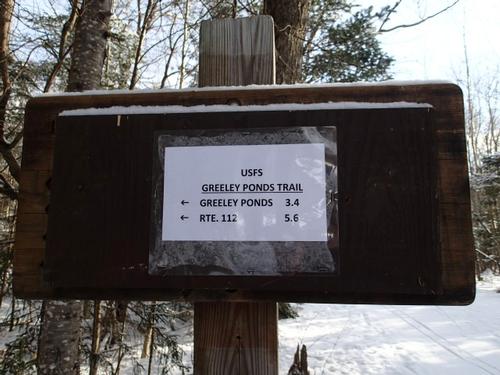 USFS
GREELEY PONDS TRAIL
← GREELEY PONDS 3.4
← RTE. 112 5.6